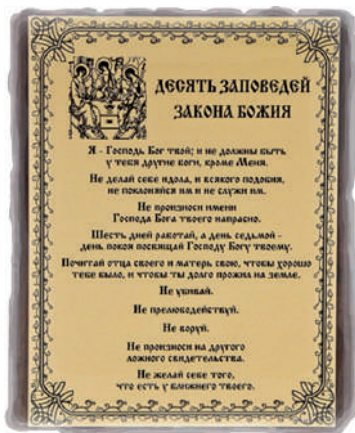 ДЕСЯТЬ ЗАПОВЕДЕЙ
ЗАКОНА БОЖИЯ
Я - Господь Бог твой; и не должны быть
у тебя другие боги, кроме Меня.
Не делай себе идола, и всякого подобия,
не поклоняйся им и не служи им.
Не произноси имени
Господа Бога твоего напрасно.
Шесть дней работай, а день седьмой -
день покоя посвящай Господу Богу твоему.
Почитай отца своего и матерь свою, чтобы хорошо
тебе было, и чтобы ты долго прожил на земле.
Не убивай.
Не прелюбодействуй.
Не воруй.
Не произноси на другого
ложного свидетельства.
Не желай себе того,
что есть у ближнего твоего.